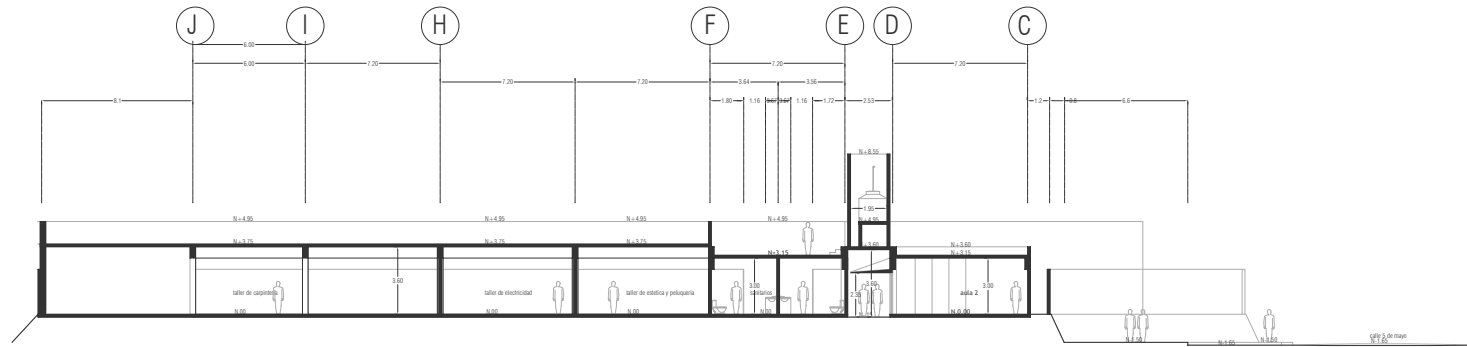 J I H F E D C
6.00
6.00 7.20 7.20 7.20
7.20 7.20 3.64 3.56
8.1 1.80 1.16 1.16 1.72 2.53 1.2 6.6
N+8.55
1.95
N+4.95 N+4.95 N+4.95 N+4.95 N+4.95
N+3.75 N+3.75 N+3.75 N+3.15 +3.60 N+3.60
N+3.15
3.60 3.00 2.35 3.60 3.00
taller de carpintería taller de electricidad taller de estetica y peluqueria sanitarios aula 2
N.00 N.00 N.00 N.00 N.0.00
calle 5 de mayo
N-1.50 N-1.65 N-1.50 N-1.65